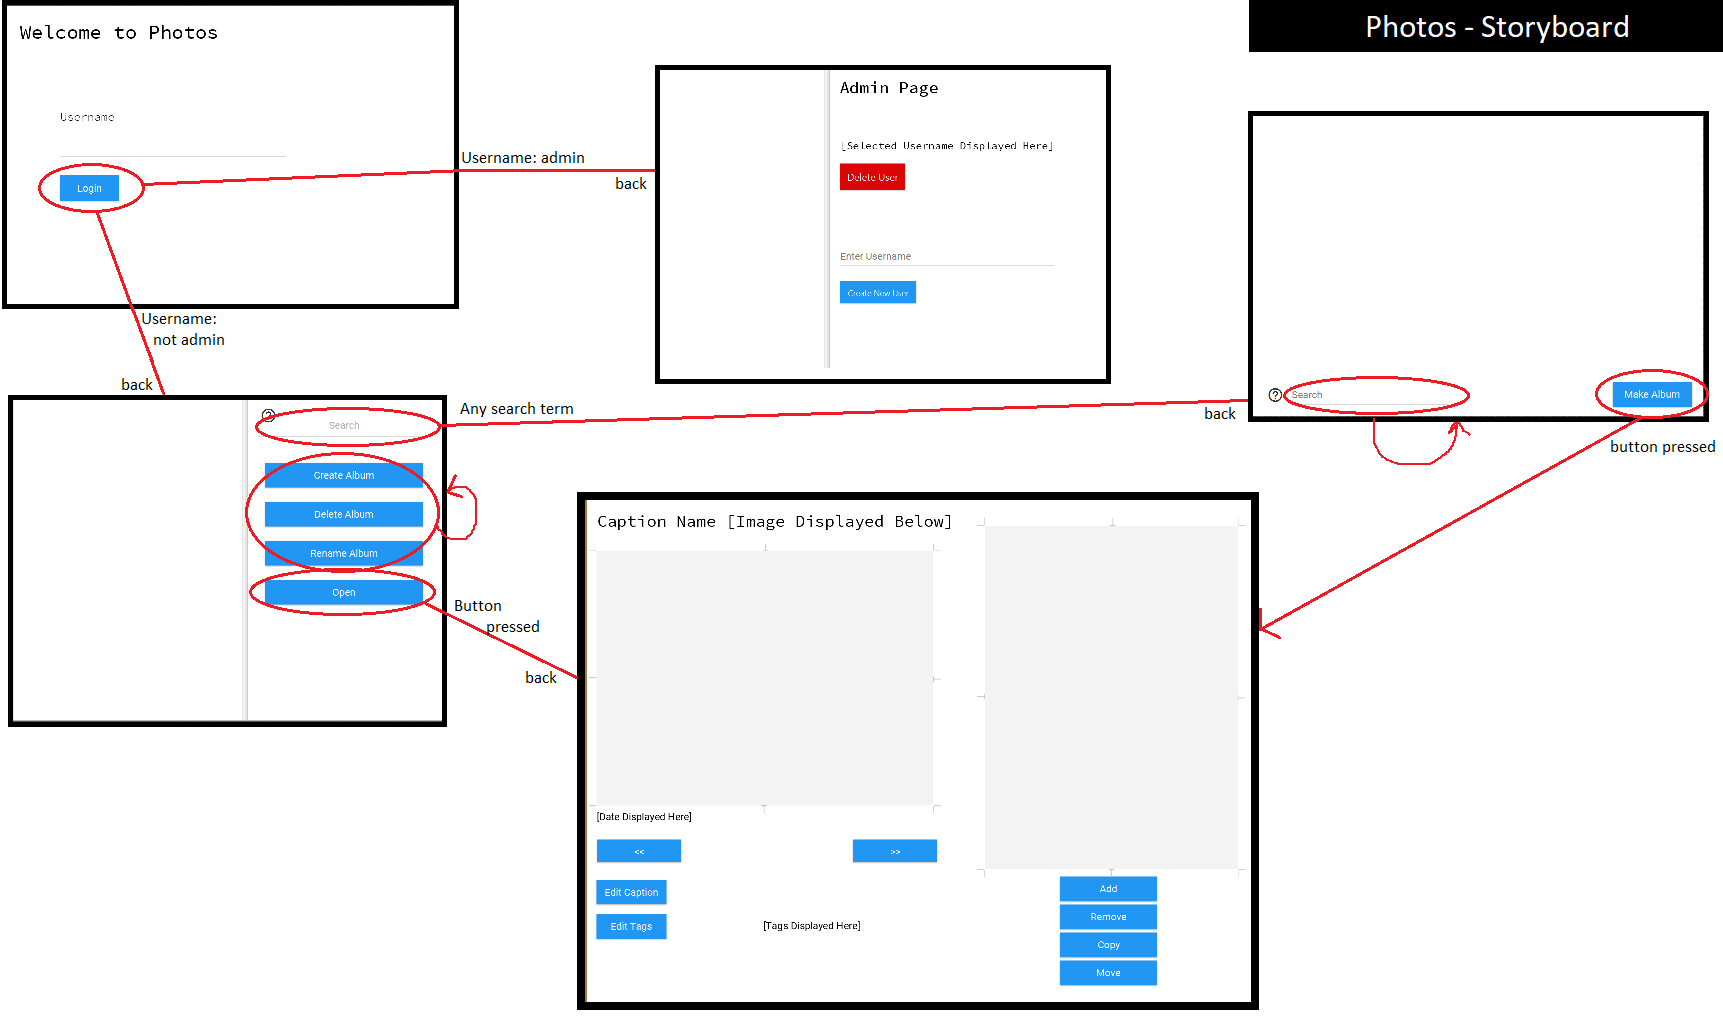 Photos - Storyboard
Welcome to Photos
Username
Login
Username: admin
back
Username:
not admin
back
Admin Page
[Selected Username Displayed Here]
Delete User
Enter Username
Create New User
?
Search
Make Album
back
button pressed
?
Search
Any search term
Create Album
Delete Album
Rename Album
Open
Button
pressed
back
Caption Name [Image Displayed Below]
[Date Displayed Here]
<<
>>
Edit Caption
Edit Tags
[Tags Displayed Here]
Add
Remove
Copy
Move